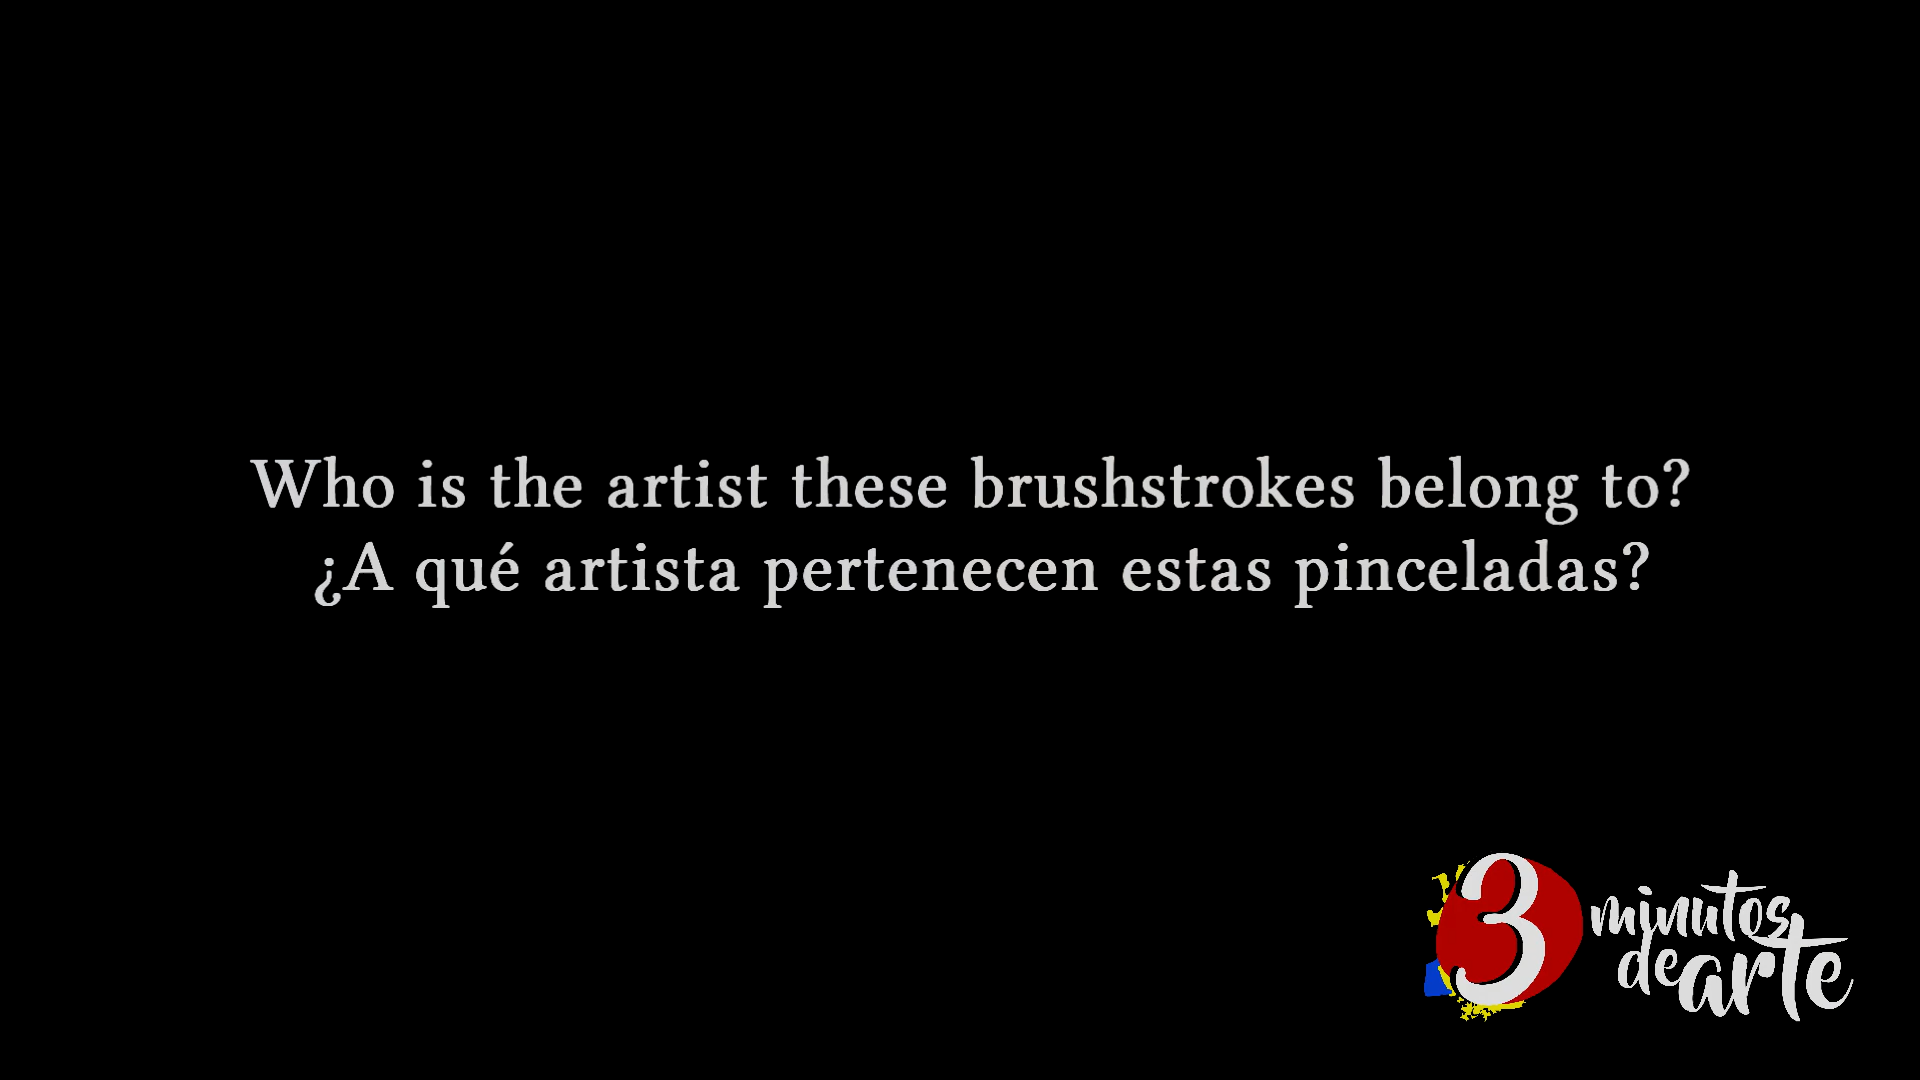 Who is the artist these brushstrokes belong to?
¿A qué artista pertenecen estas pinceladas?
3 minutos
de arte